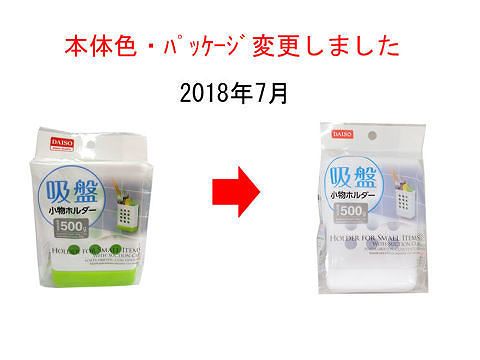 本体色・ﾊﾟｯｹｰｼﾞ変更しました
2018年7月
DAISO
吸盤
小物ホルダー
500g
HOLDER FOR SMALL ITEMS
WITH SUCTION CUP
DAISO
吸盤
小物ホルダー
500g
HOLDER FOR SMALL ITEMS
WITH SUCTION CUP